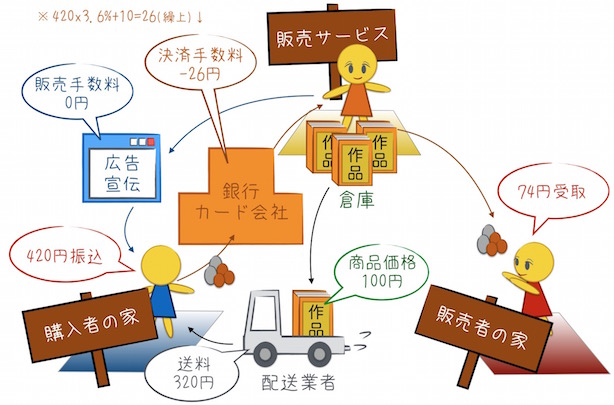 ※ 420x3.6%+10=26(繰上)↓
販売サービス
決済手数料
-26円
販売手数料
0円
広告
宣伝
銀行
カード会社
作品
作品
作品
倉庫
74円受取
420円振込
商品価格
100円
作品
購入者の家
販売者の家
送料
320円
配送業者